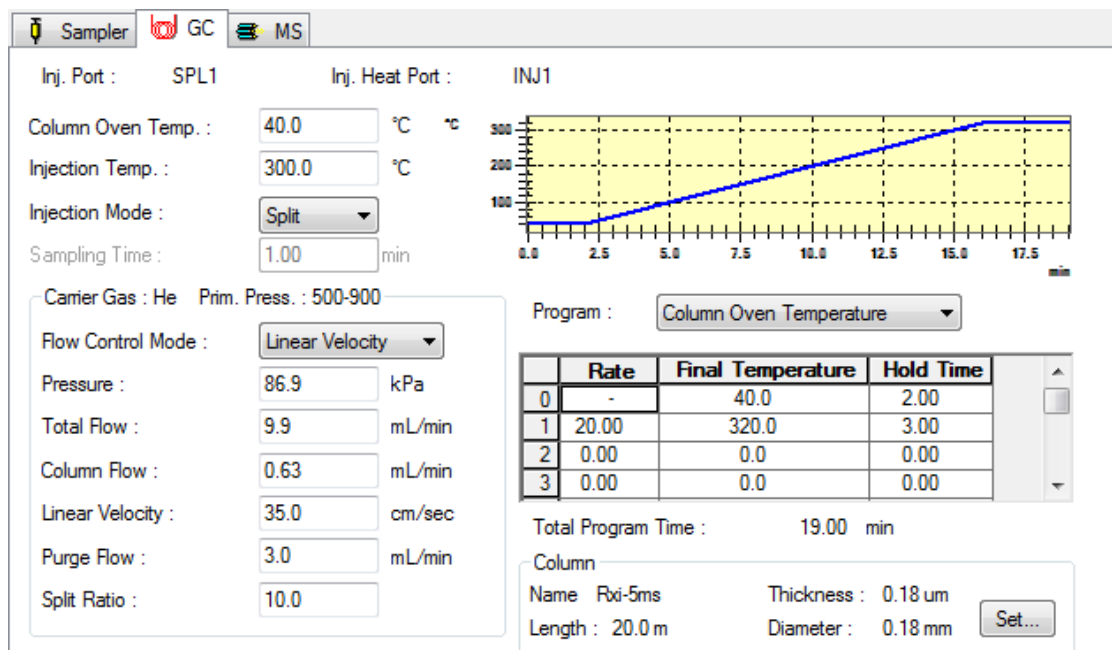 Sampler GC MS
Inj. Port : SPL1 Inj. Heat Port : INJ1
Column Oven Temp. : 40.0 °C °C
Injection Temp. : 300.0 °C
Injection Mode : Split
Sampling Time : 1.00 min
300
200
100
0.0 2.5 5.0 7.5 10.0 12.5 15.0 17.5
min
Carrier Gas : He Prim. Press. : 500-900
Flow Control Mode : Linear Velocity
Pressure : 86.9 kPa
Total Flow : 9.9 mL/min
Column Flow : 0.63 mL/min
Linear Velocity : 35.0 cm/sec
Purge Flow : 3.0 mL/min
Split Ratio : 10.0
Program : Column Oven Temperature
Rate Final Temperature Hold Time
0 - 40.0 2.00
1 20.00 320.0 3.00
2 0.00 0.0 0.00
3 0.00 0.0 0.00
Total Program Time : 19.00 min
Column
Name Rxi-5ms Thickness : 0.18 um
Length : 20.0 m Diameter : 0.18 mm
Set...